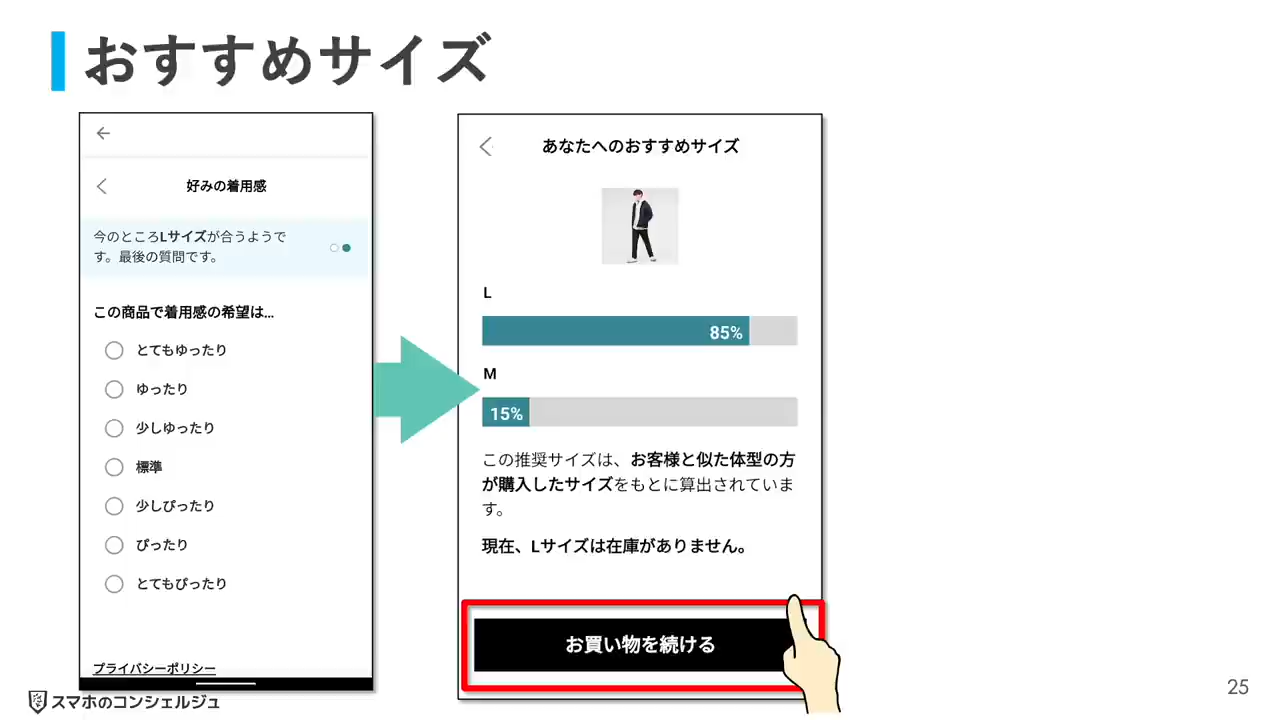 おすすめサイズ
好みの着用感
今のところLサイズが合うようで
す。最後の質問です。
この商品で着用感の希望は...
とてもゆったり
ゆったり
少しゆったり
標準
少しぴったり
ぴったり
とてもぴったり
プライバシーポリシー
あなたへのおすすめサイズ
L
85%
M
15%
この推奨サイズは、お客様と似た体型の方
が購入したサイズをもとに算出されていま
す。
現在、Lサイズは在庫がありません。
お買い物を続ける
スマホのコンシェルジュ
25